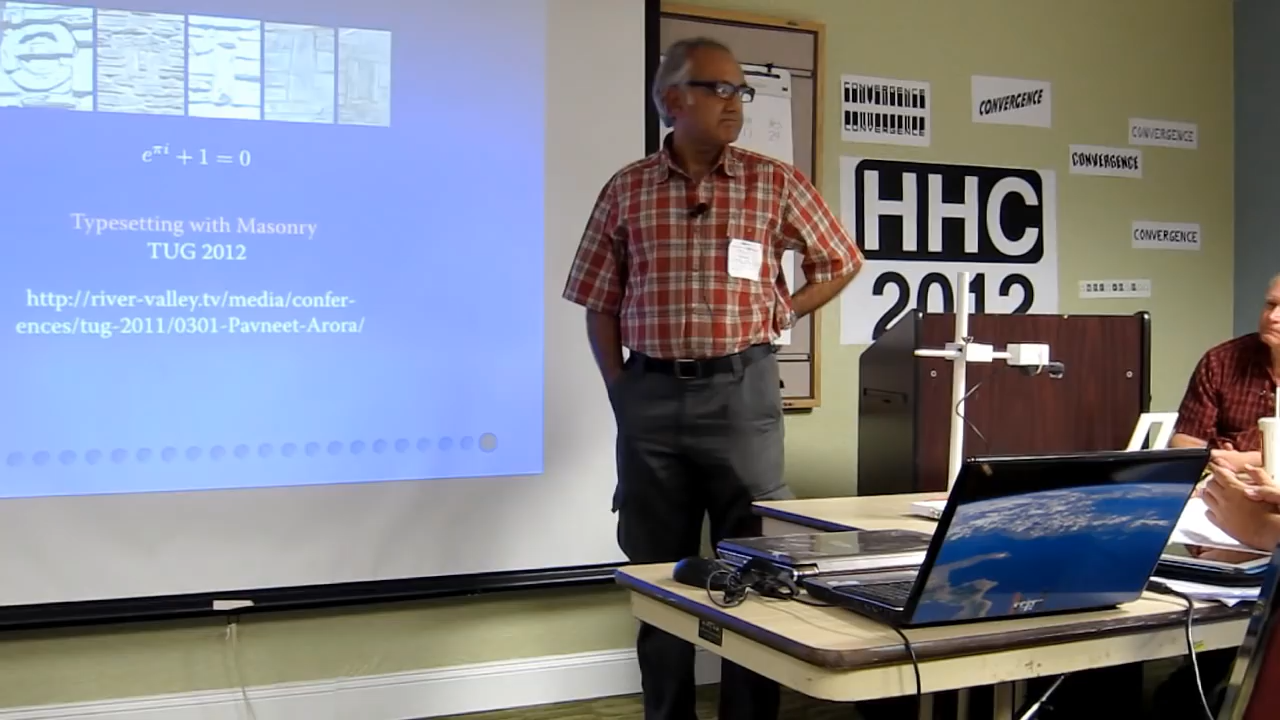 e
e^{πi} + 1 = 0
Typesetting with Masonry
TUG 2012
http://river-valley.tv/media/confer-
ences/tug-2011/0301-Pavneet-Arora/
CONVERGENCE
CONVERGENCE
CONVERGENCE
CONVERGENCE
CONVERGENCE
CONVERGENCE
HHC
2012